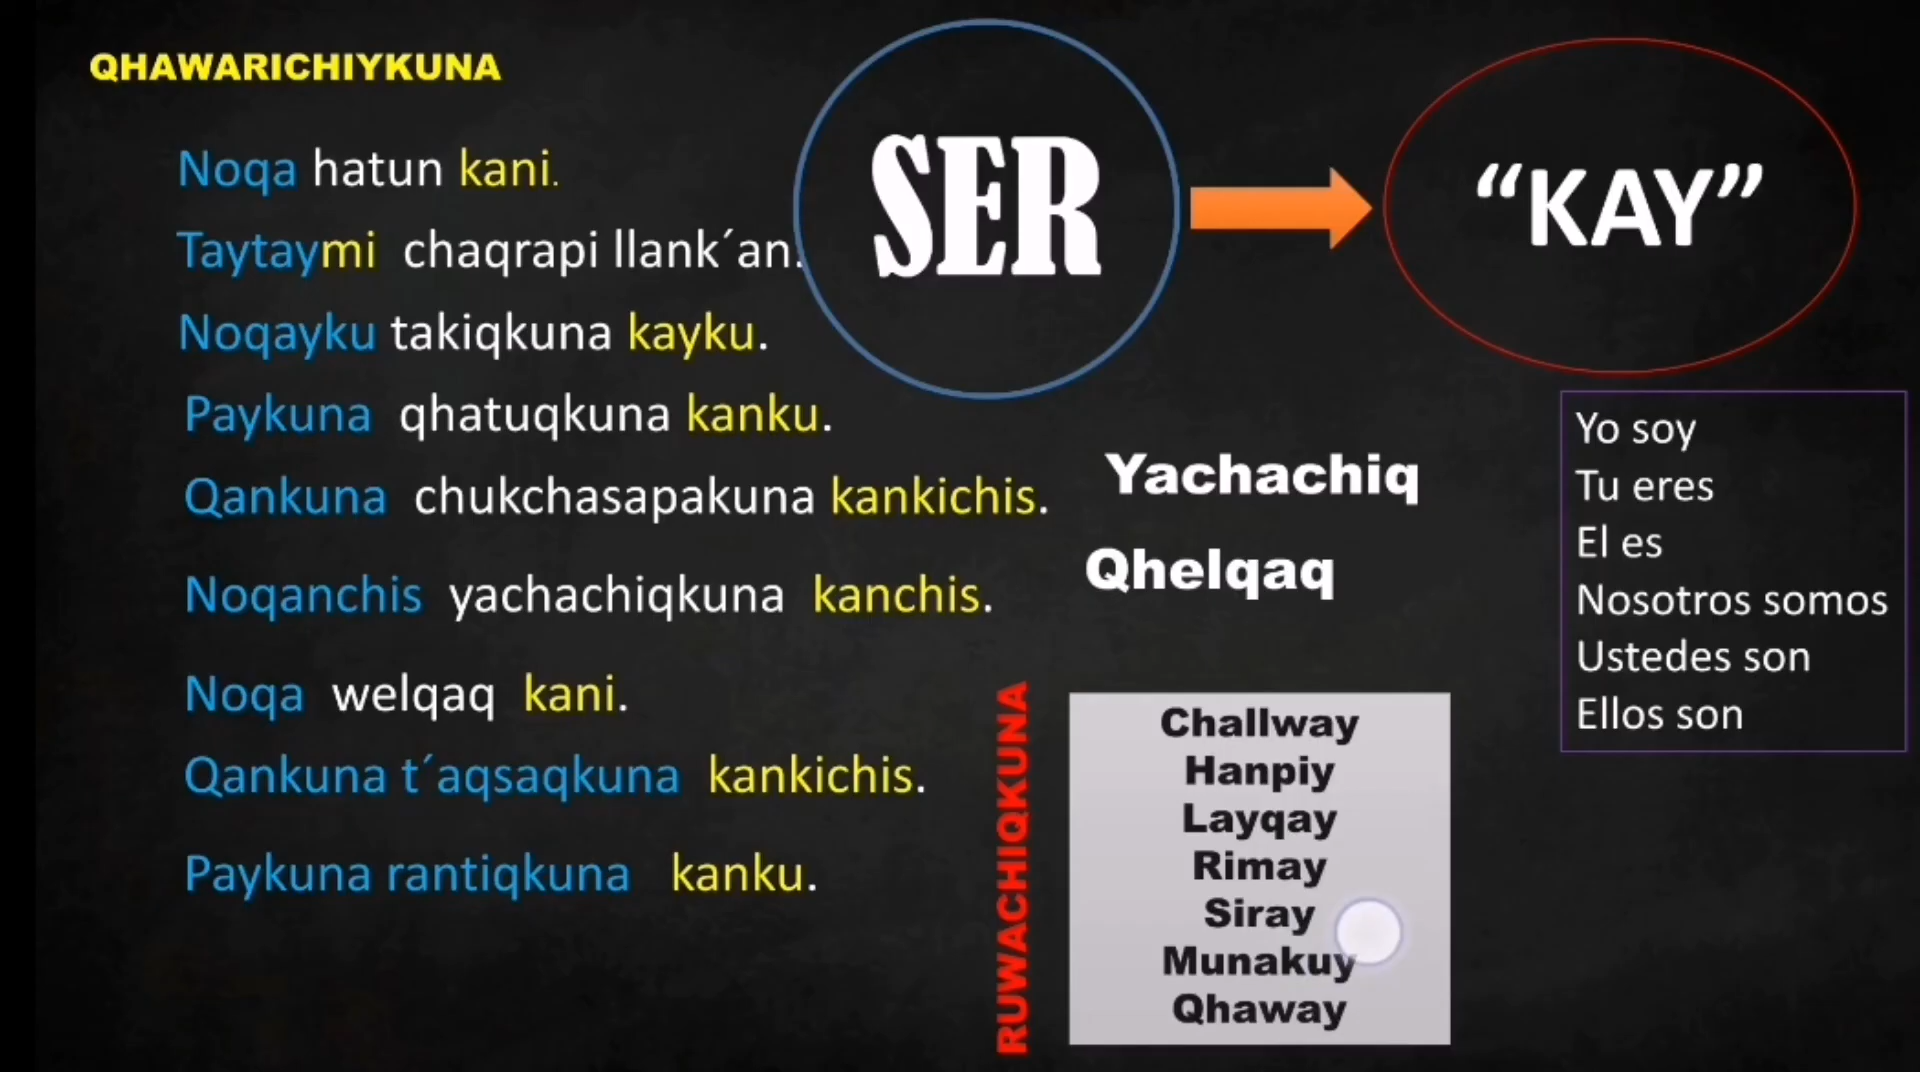 QHAWARICHIYKUNA
Noqa hatun kani.
Taytaymi chaqrapi llank´an.
Noqayku takiqkuna kayku.
Paykuna qhatuqkuna kanku.
Qankuna chukchasapakuna kankichis.
Noqanchis yachachiqkuna kanchis.
Noqa welqaq kani.
Qankuna t´aqsaqkuna kankichis.
Paykuna rantiqkuna kanku.
SER
“KAY”
Yachachiq
Qhelqaq
Yo soy
Tu eres
El es
Nosotros somos
Ustedes son
Ellos son
RUWACHIQKUNA
Challway
Hanpiy
Layqay
Rimay
Siray
Munakuy
Qhaway